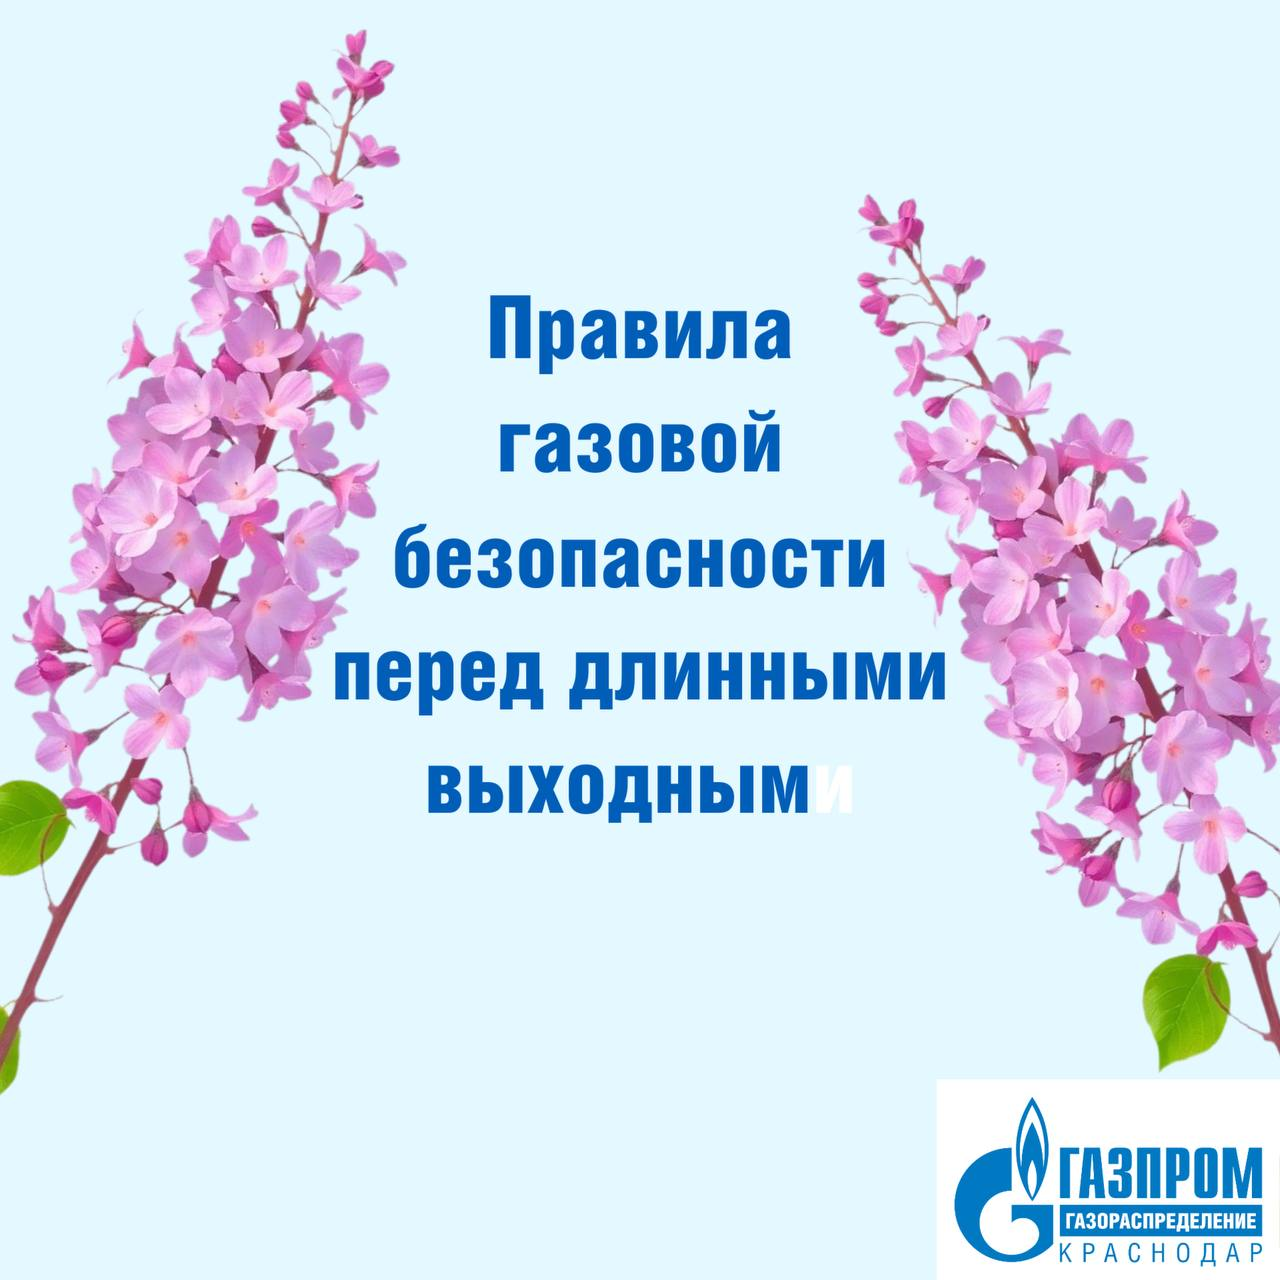 Правила
газовой
безопасности
перед длинными
выходными
ГАЗПРОМ
ГАЗОРАСПРЕДЕЛЕНИЕ
КРАСНОДАР